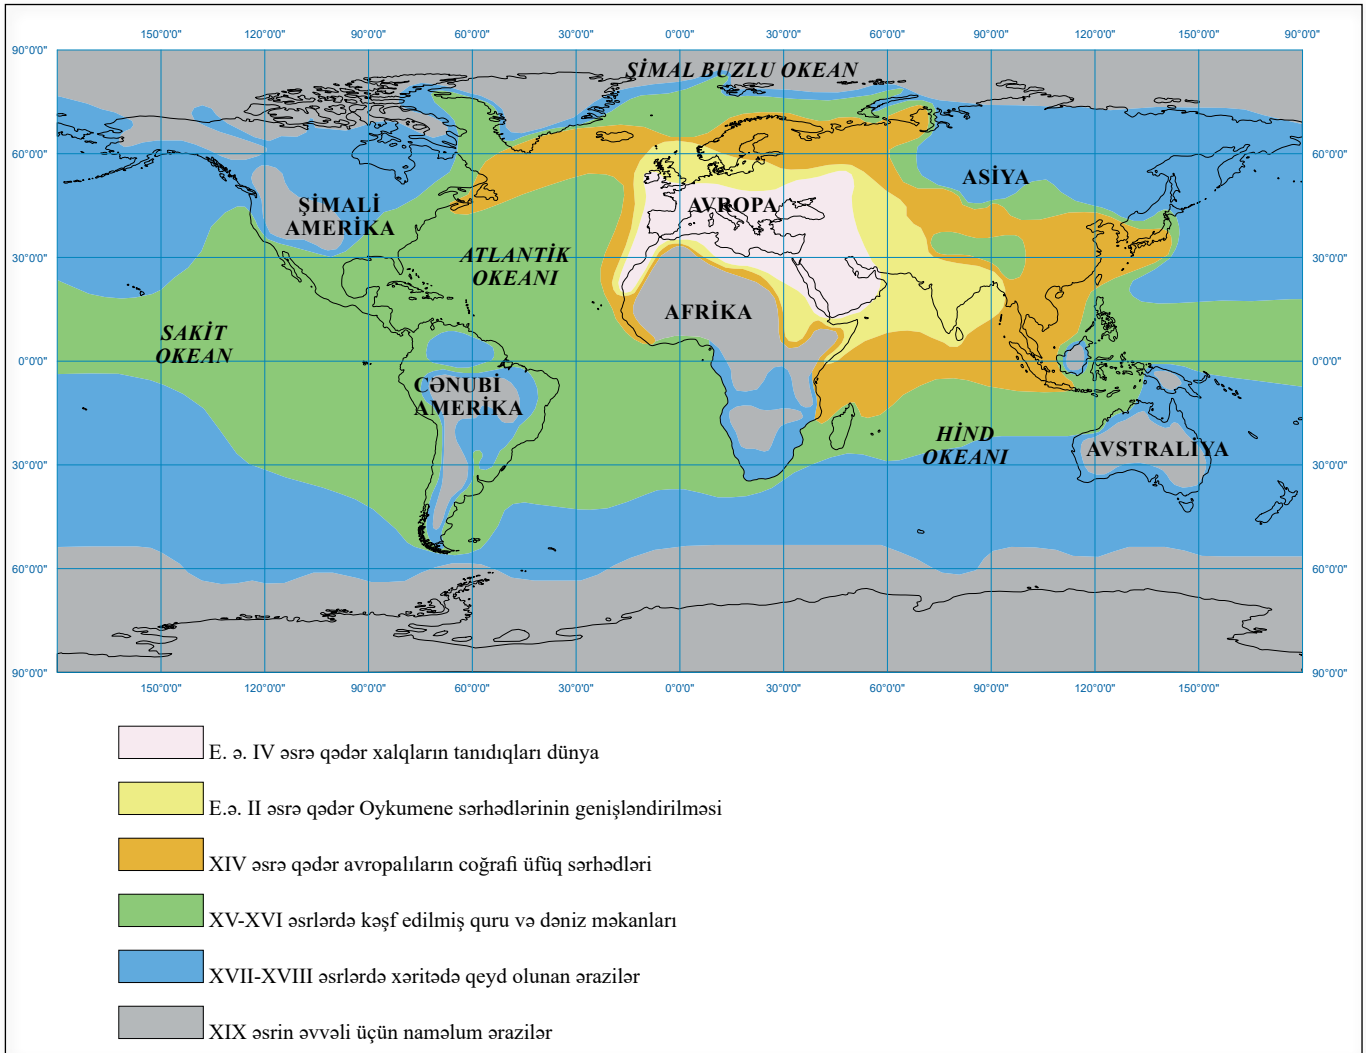 150°0'0" 120°0'0" 90°0'0" 60°0'0" 30°0'0" 0°0'0" 30°0'0" 60°0'0" 90°0'0" 120°0'0" 150°0'0" 90°0'0"
90°0'0"
ŞİMAL BUZLU OKEAN
60°0'0" 60°0'0"
ASİYA
ŞİMALİ
AMERİKA
AVROPA
ATLANTİK
OKEANI
30°0'0" 30°0'0"
AFRİKA
SAKİT
OKEAN
0°0'0" 0°0'0"
CƏNUBİ
AMERİKA
HİND
OKEANI
AVSTRALİYA
30°0'0" 30°0'0"
60°0'0" 60°0'0"
90°0'0" 90°0'0"
150°0'0" 120°0'0" 90°0'0" 60°0'0" 30°0'0" 0°0'0" 30°0'0" 60°0'0" 90°0'0" 120°0'0" 150°0'0"
E. ə. IV əsrə qədər xalqların tanıdıqları dünya
E.ə. II əsrə qədər Oykumene sərhədlərinin genişləndirilməsi
XIV əsrə qədər avropalıların coğrafi üfüq sərhədləri
XV-XVI əsrlərdə kəşf edilmiş quru və dəniz məkanları
XVII-XVIII əsrlərdə xəritədə qeyd olunan ərazilər
XIX əsrin əvvəli üçün naməlum ərazilər